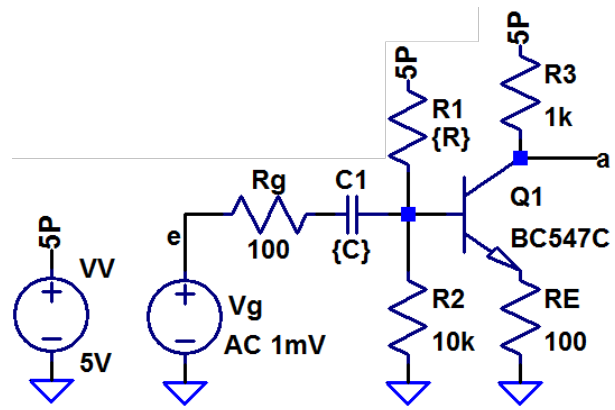 5P
5P
R1
{R}
R3
1k
a
Rg
100
C1
{C}
Q1
BC547C
e
5P
VV
5V
Vg
AC 1mV
R2
10k
RE
100